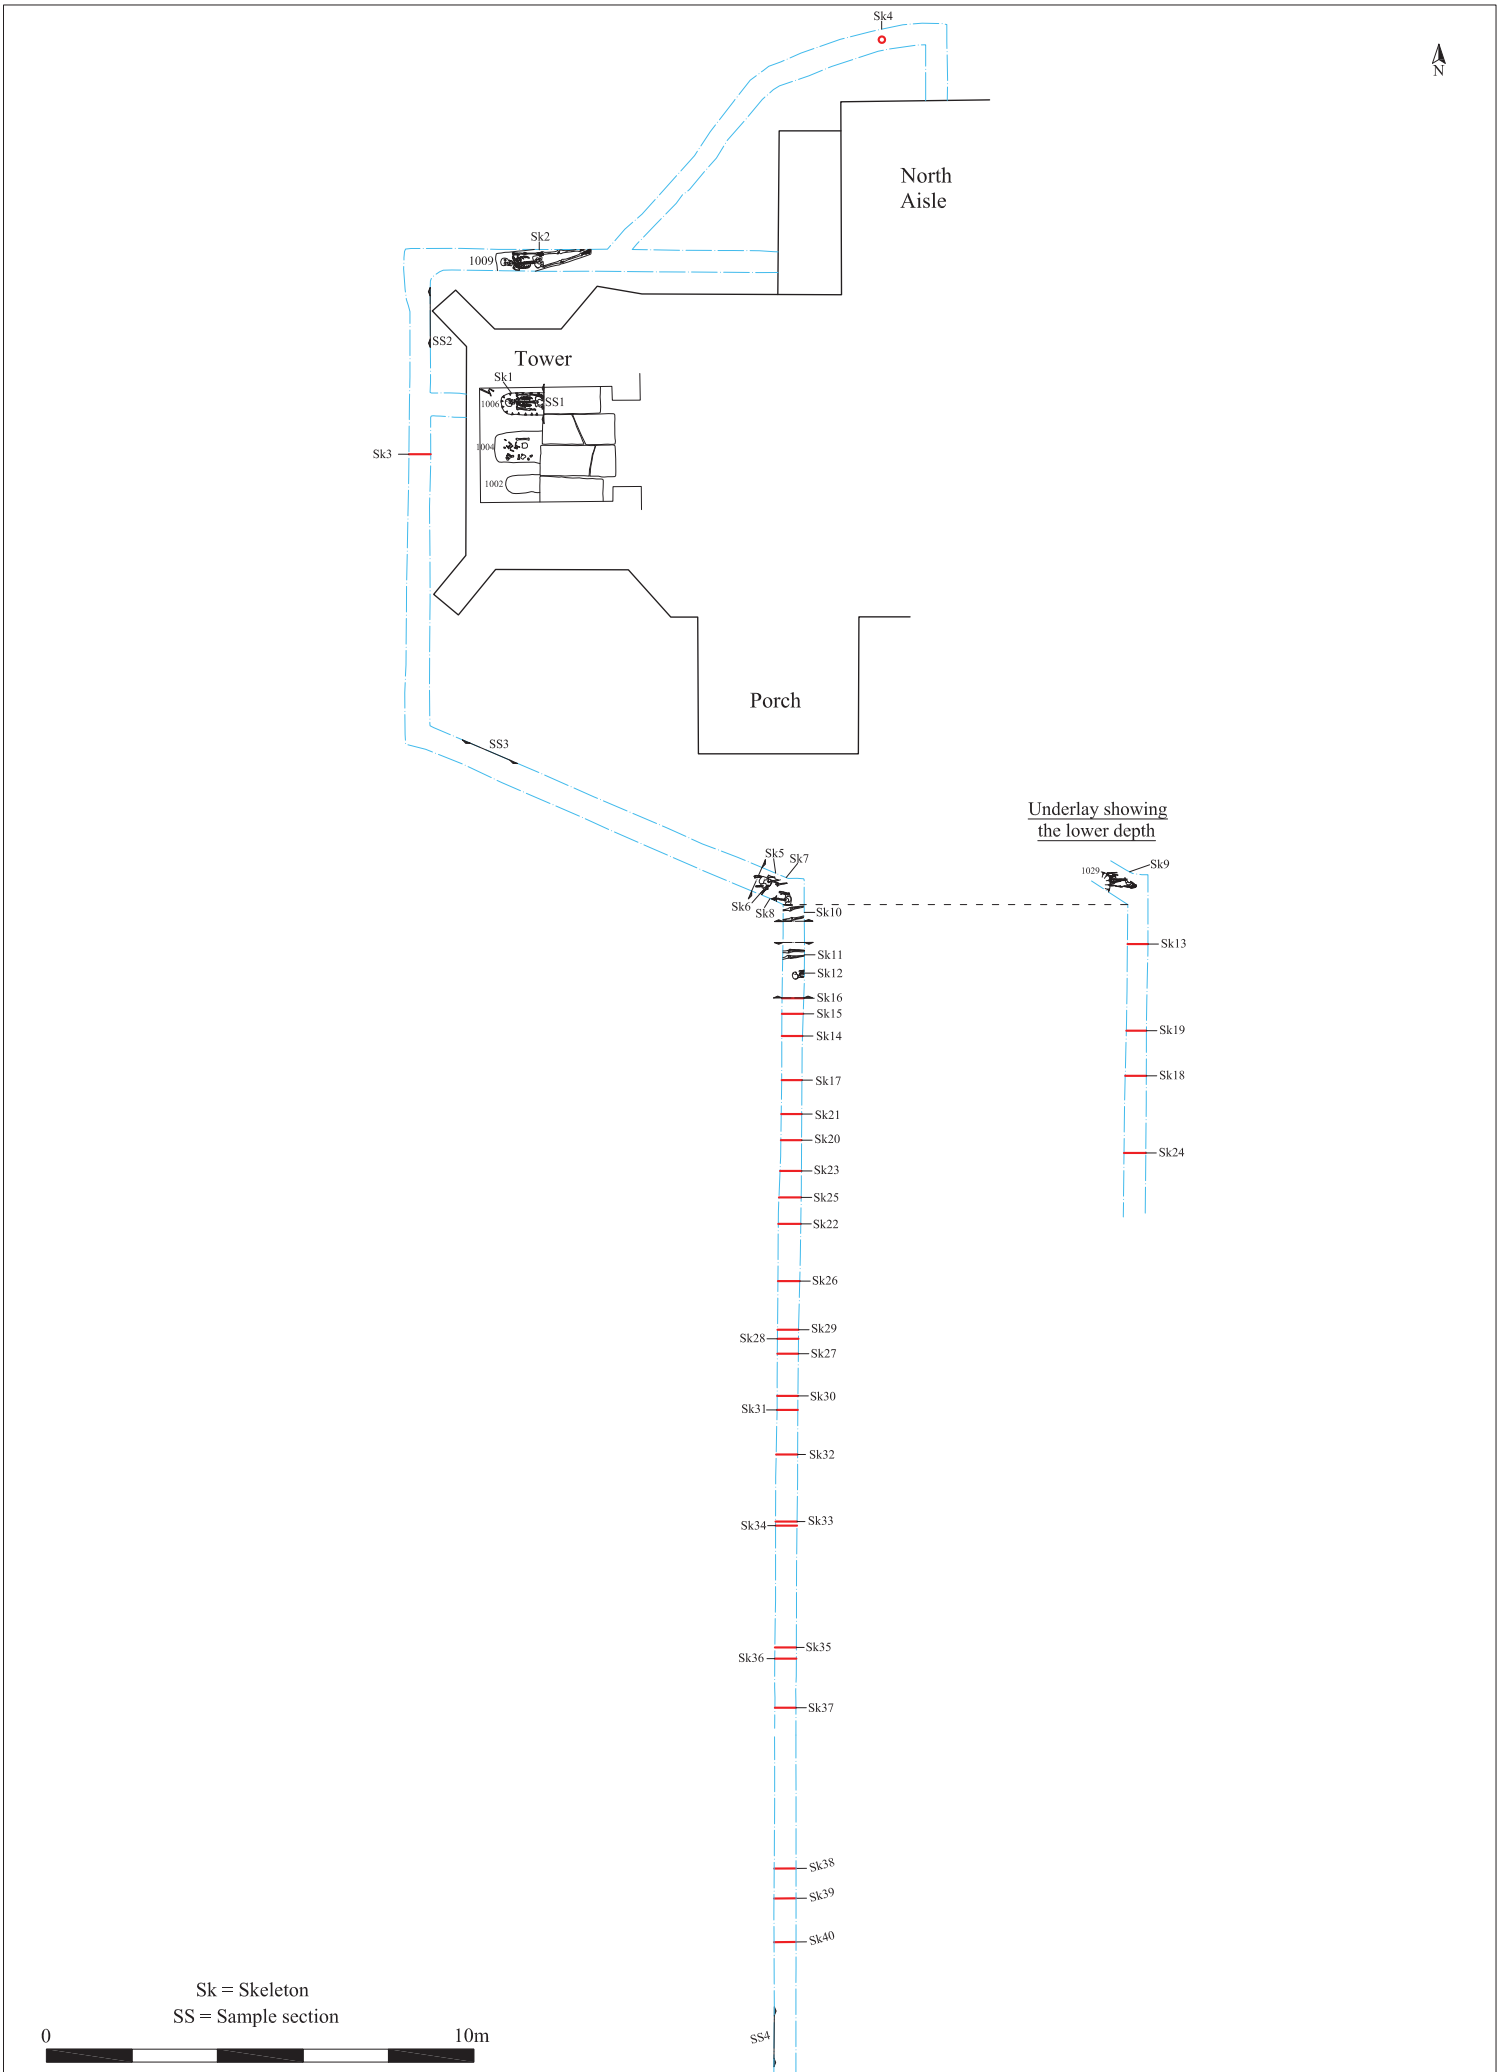 Sk4
N
North
Aisle
Sk2
1009
SS2
Tower
Sk1
1006
SS1
1004
Sk3
1002
Porch
SS3
Underlay showing
the lower depth
Sk5
Sk7
Sk9
1029
Sk6
Sk8
Sk10
Sk13
Sk11
Sk12
Sk16
Sk15
Sk19
Sk14
Sk18
Sk17
Sk21
Sk20
Sk24
Sk23
Sk25
Sk22
Sk26
Sk29
Sk28
Sk27
Sk30
Sk31
Sk32
Sk33
Sk34
Sk35
Sk36
Sk37
Sk38
Sk39
Sk40
Sk = Skeleton
SS = Sample section
SS4
0 10m